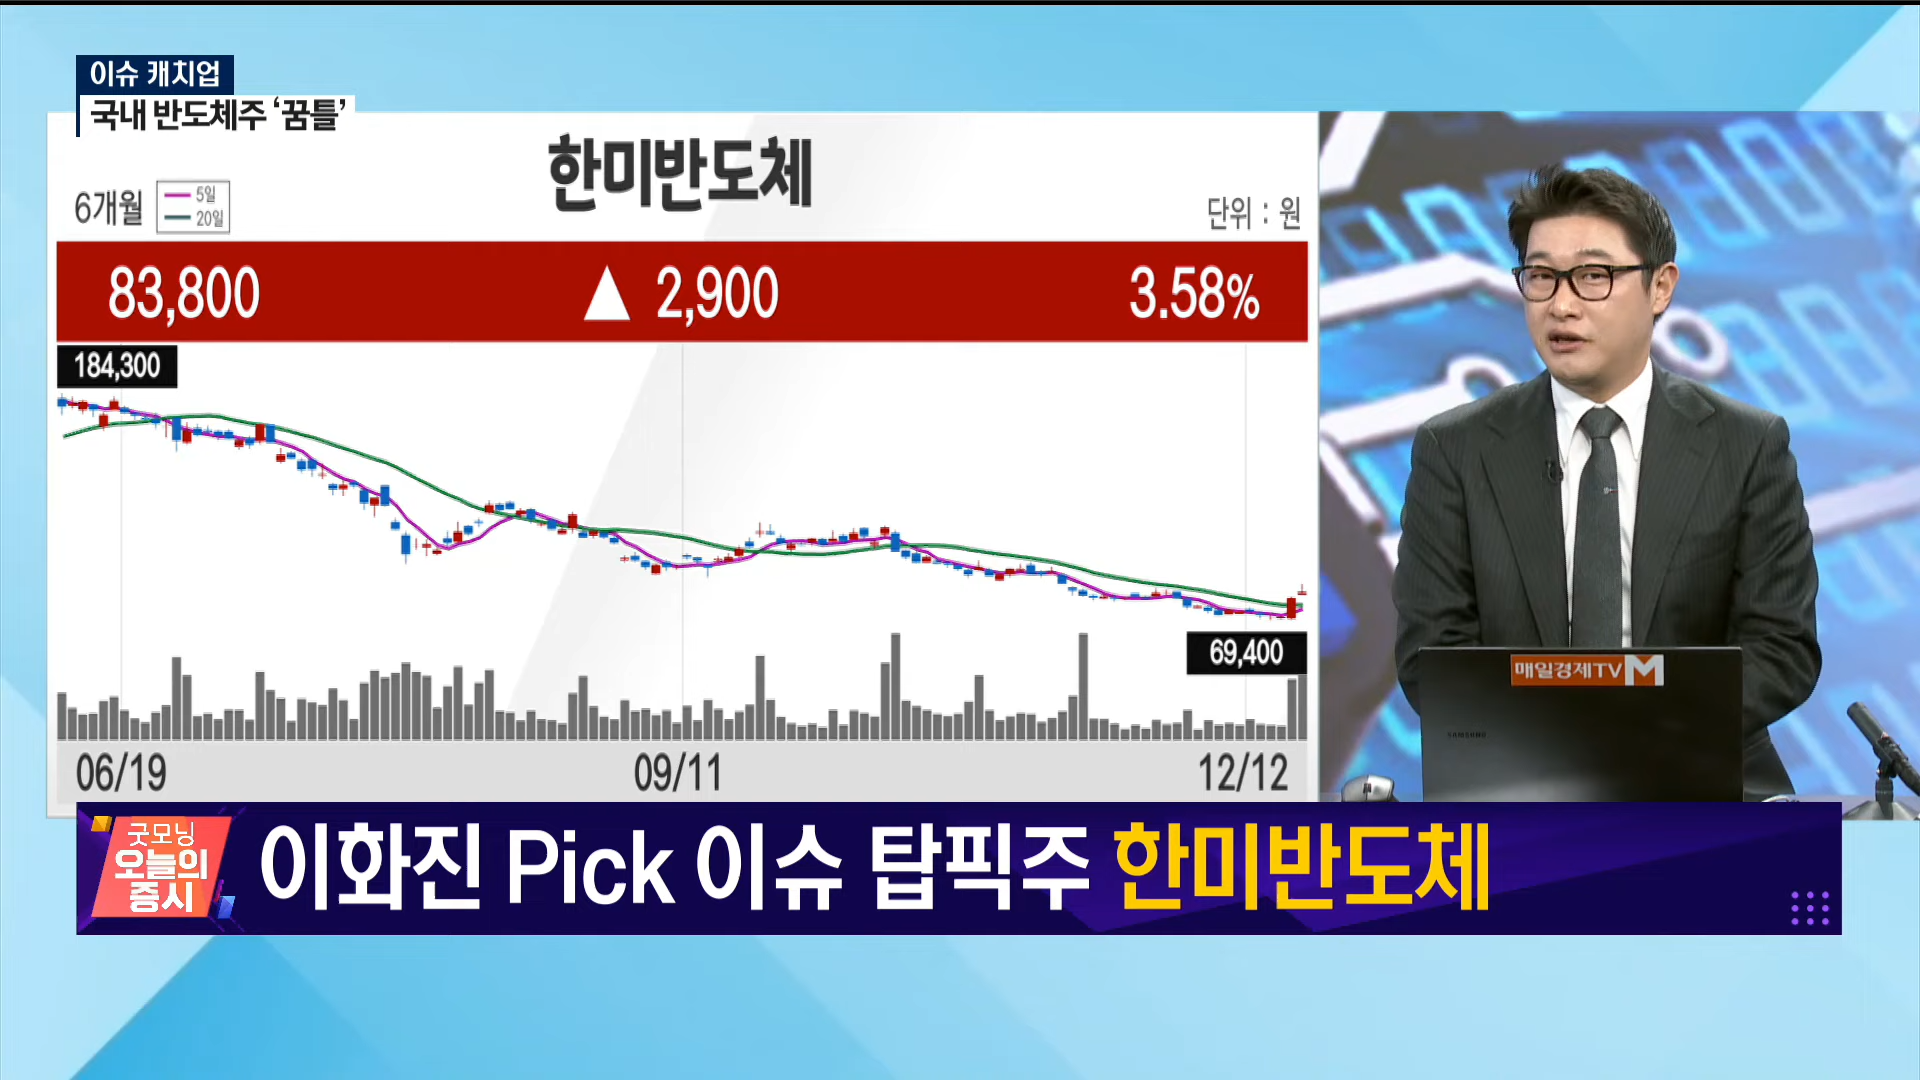 이슈 캐치업
국내 반도체주 ‘꿈틀’
한미반도체
6개월
5일
20일
단위 : 원
83,800 ▲ 2,900 3.58%
184,300
69,400
06/19 09/11 12/12
매일경제TV M
SAMSUNG
굿모닝
오늘의
증시
이화진 Pick 이슈 탑픽주 한미반도체